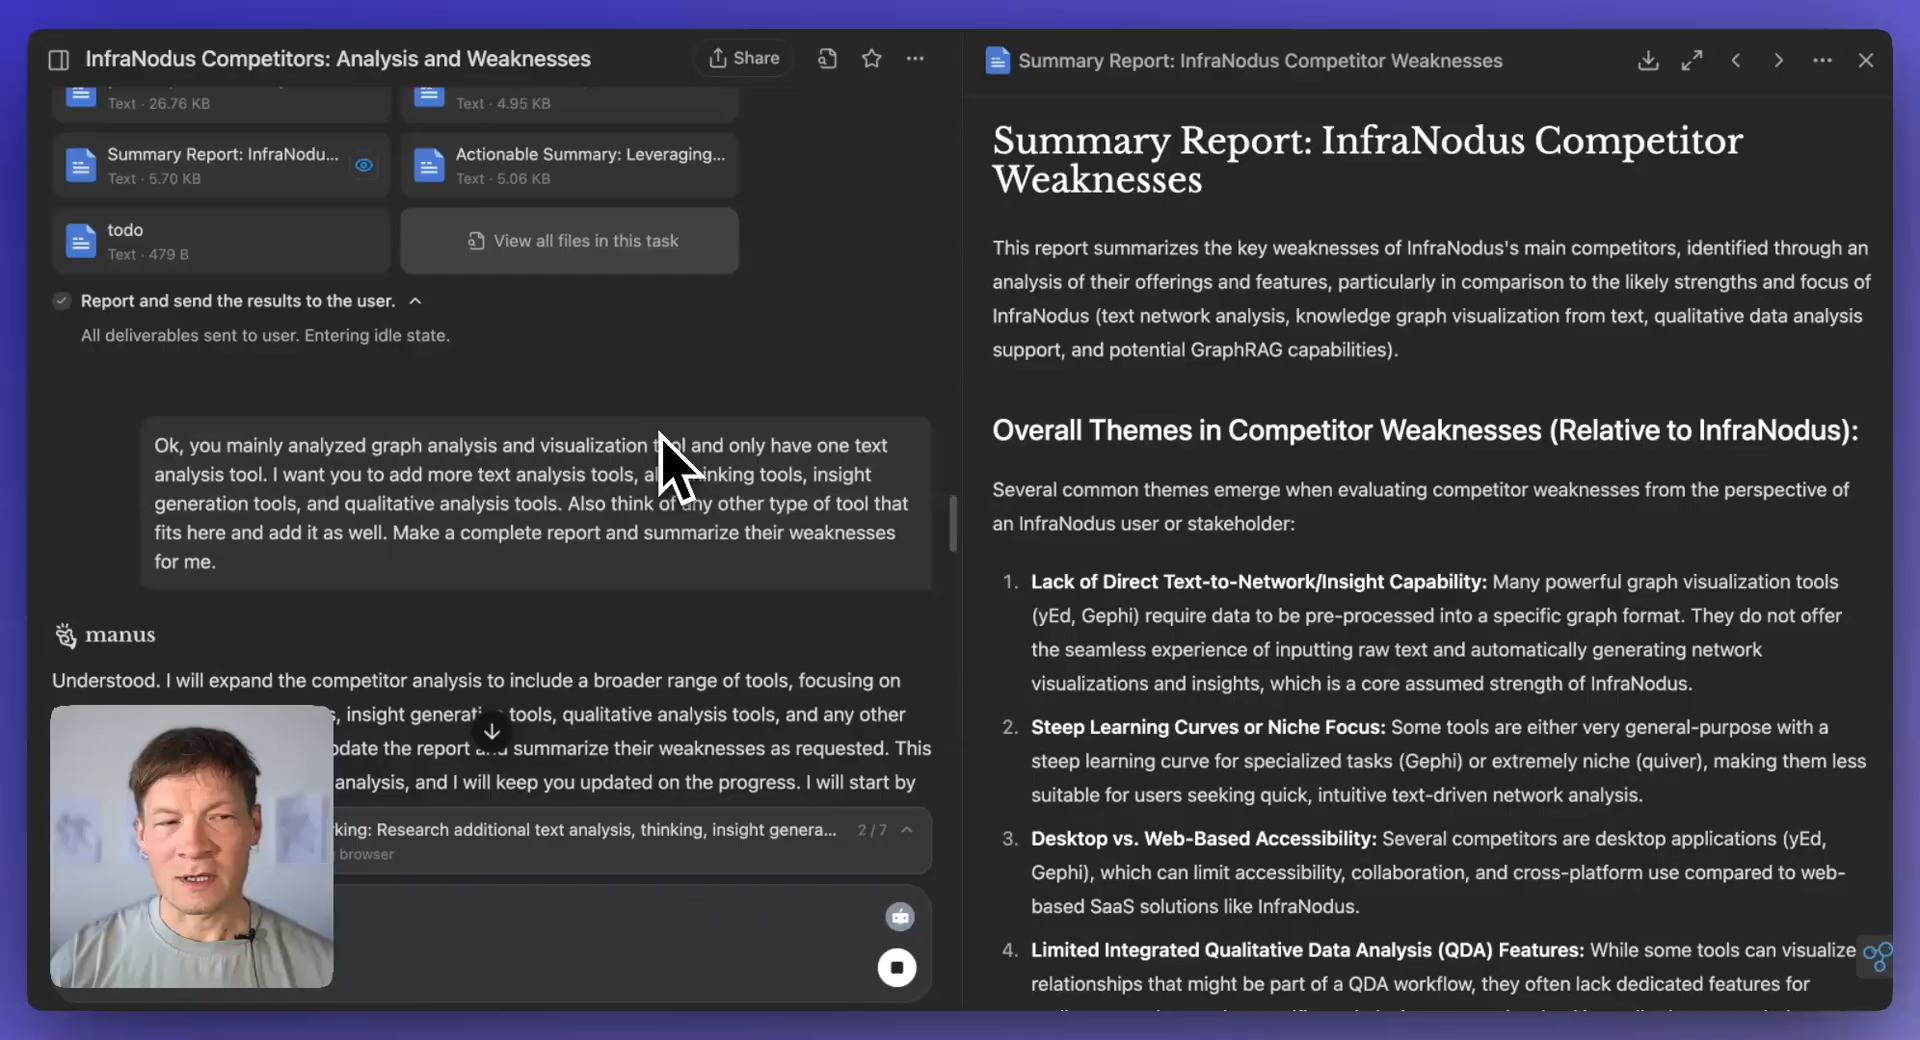 InfraNodus Competitors: Analysis and Weaknesses
Share
Text · 26.76 KB
Text · 4.95 KB
Summary Report: InfraNodu...
Text · 5.70 KB
Actionable Summary: Leveraging...
Text · 5.06 KB
todo
Text · 479 B
View all files in this task
Report and send the results to the user.
All deliverables sent to user. Entering idle state.
Ok, you mainly analyzed graph analysis and visualization tool and only have one text
analysis tool. I want you to add more text analysis tools, al thinking tools, insight
generation tools, and qualitative analysis tools. Also think of any other type of tool that
fits here and add it as well. Make a complete report and summarize their weaknesses
for me.
manus
Understood. I will expand the competitor analysis to include a broader range of tools, focusing on
s, insight generation tools, qualitative analysis tools, and any other
pdate the report and summarize their weaknesses as requested. This
analysis, and I will keep you updated on the progress. I will start by
king: Research additional text analysis, thinking, insight genera...
2 / 7
browser
Summary Report: InfraNodus Competitor Weaknesses
Summary Report: InfraNodus Competitor
Weaknesses
This report summarizes the key weaknesses of InfraNodus's main competitors, identified through an
analysis of their offerings and features, particularly in comparison to the likely strengths and focus of
InfraNodus (text network analysis, knowledge graph visualization from text, qualitative data analysis
support, and potential GraphRAG capabilities).
Overall Themes in Competitor Weaknesses (Relative to InfraNodus):
Several common themes emerge when evaluating competitor weaknesses from the perspective of
an InfraNodus user or stakeholder:
1. Lack of Direct Text-to-Network/Insight Capability: Many powerful graph visualization tools
(yEd, Gephi) require data to be pre-processed into a specific graph format. They do not offer
the seamless experience of inputting raw text and automatically generating network
visualizations and insights, which is a core assumed strength of InfraNodus.
2. Steep Learning Curves or Niche Focus: Some tools are either very general-purpose with a
steep learning curve for specialized tasks (Gephi) or extremely niche (quiver), making them less
suitable for users seeking quick, intuitive text-driven network analysis.
3. Desktop vs. Web-Based Accessibility: Several competitors are desktop applications (yEd,
Gephi), which can limit accessibility, collaboration, and cross-platform use compared to web-
based SaaS solutions like InfraNodus.
4. Limited Integrated Qualitative Data Analysis (QDA) Features: While some tools can visualize
relationships that might be part of a QDA workflow, they often lack dedicated features for